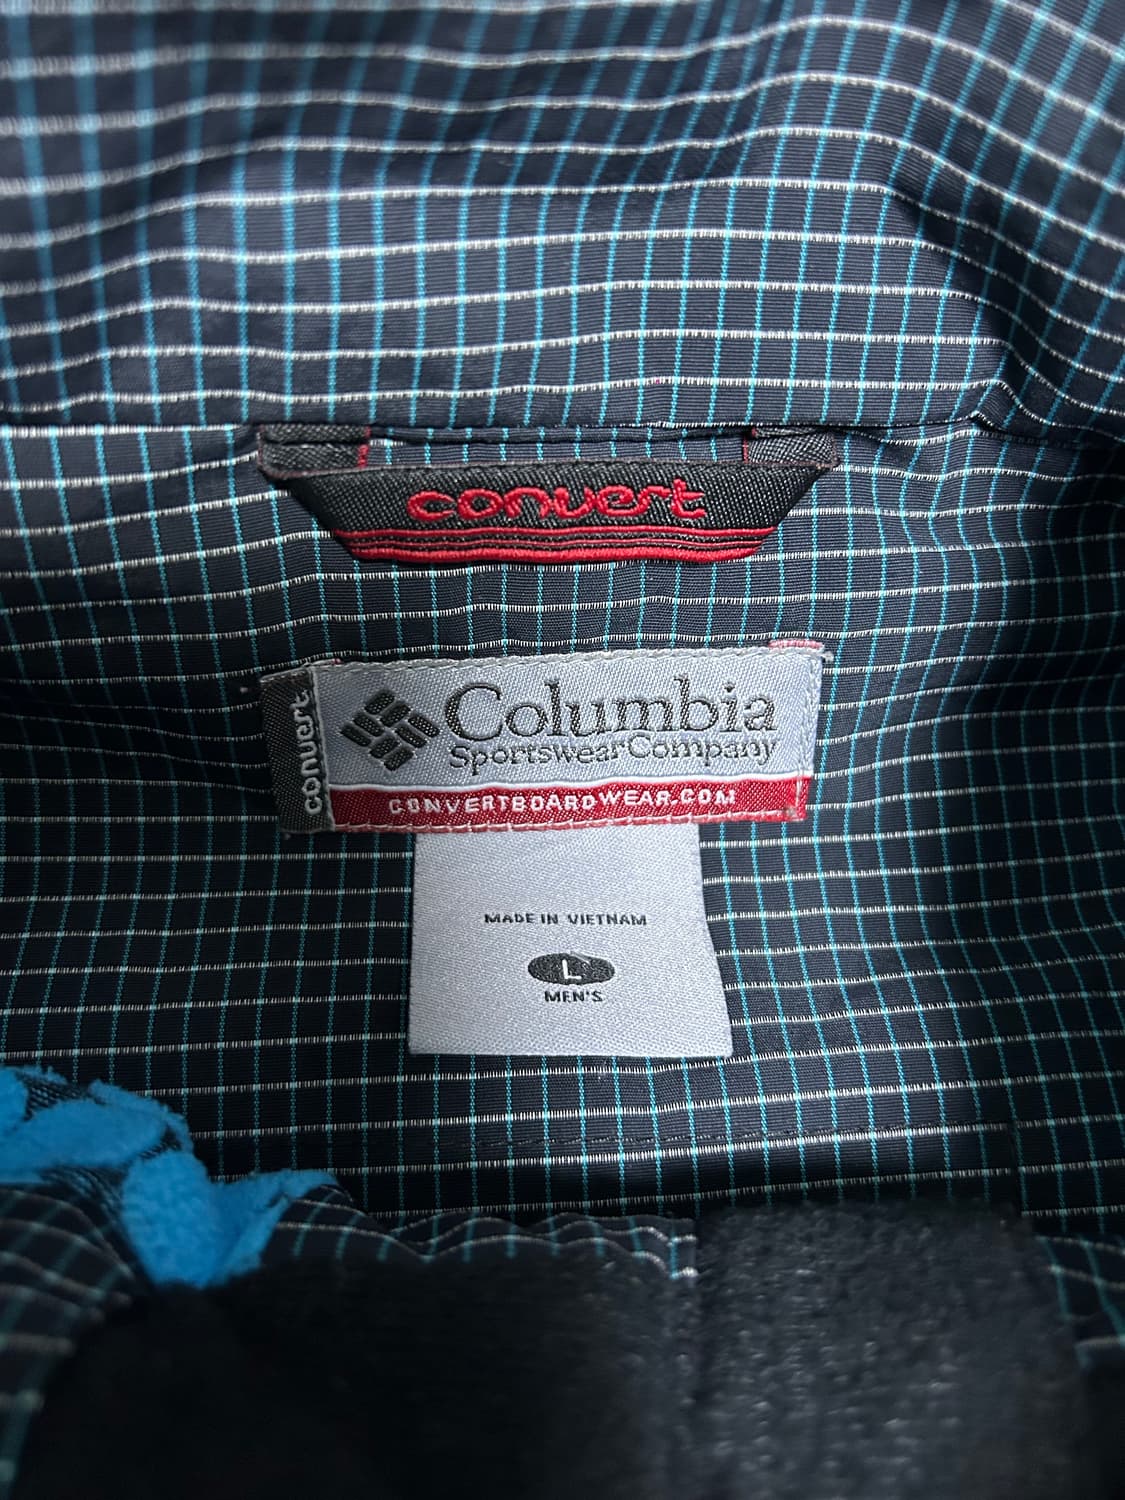 convert
convert
Columbia
Sportswear Company
CONVERTBOARDWEAR.COM
MADE IN VIETNAM
L
MEN'S